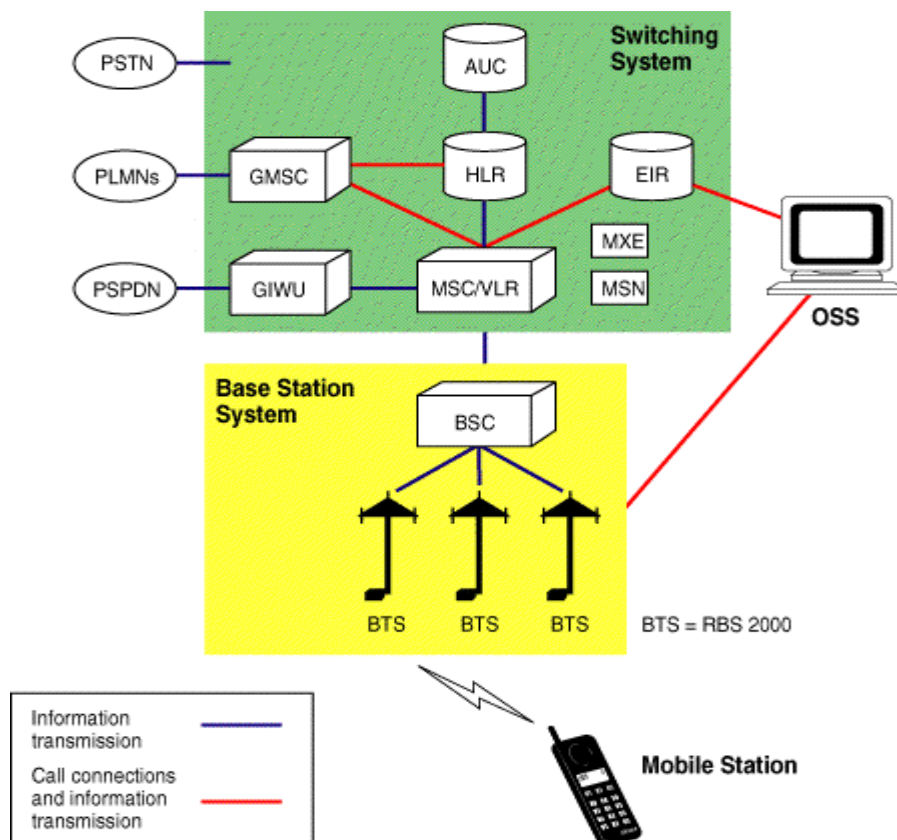 Switching
System
PSTN
AUC
PLMNs
GMSC
HLR
EIR
MXE
PSPDN
GIWU
MSC/VLR
MSN
OSS
Base Station
System
BSC
BTS
BTS
BTS
BTS = RBS 2000
Information
transmission
Call connections
and information
transmission
Mobile Station